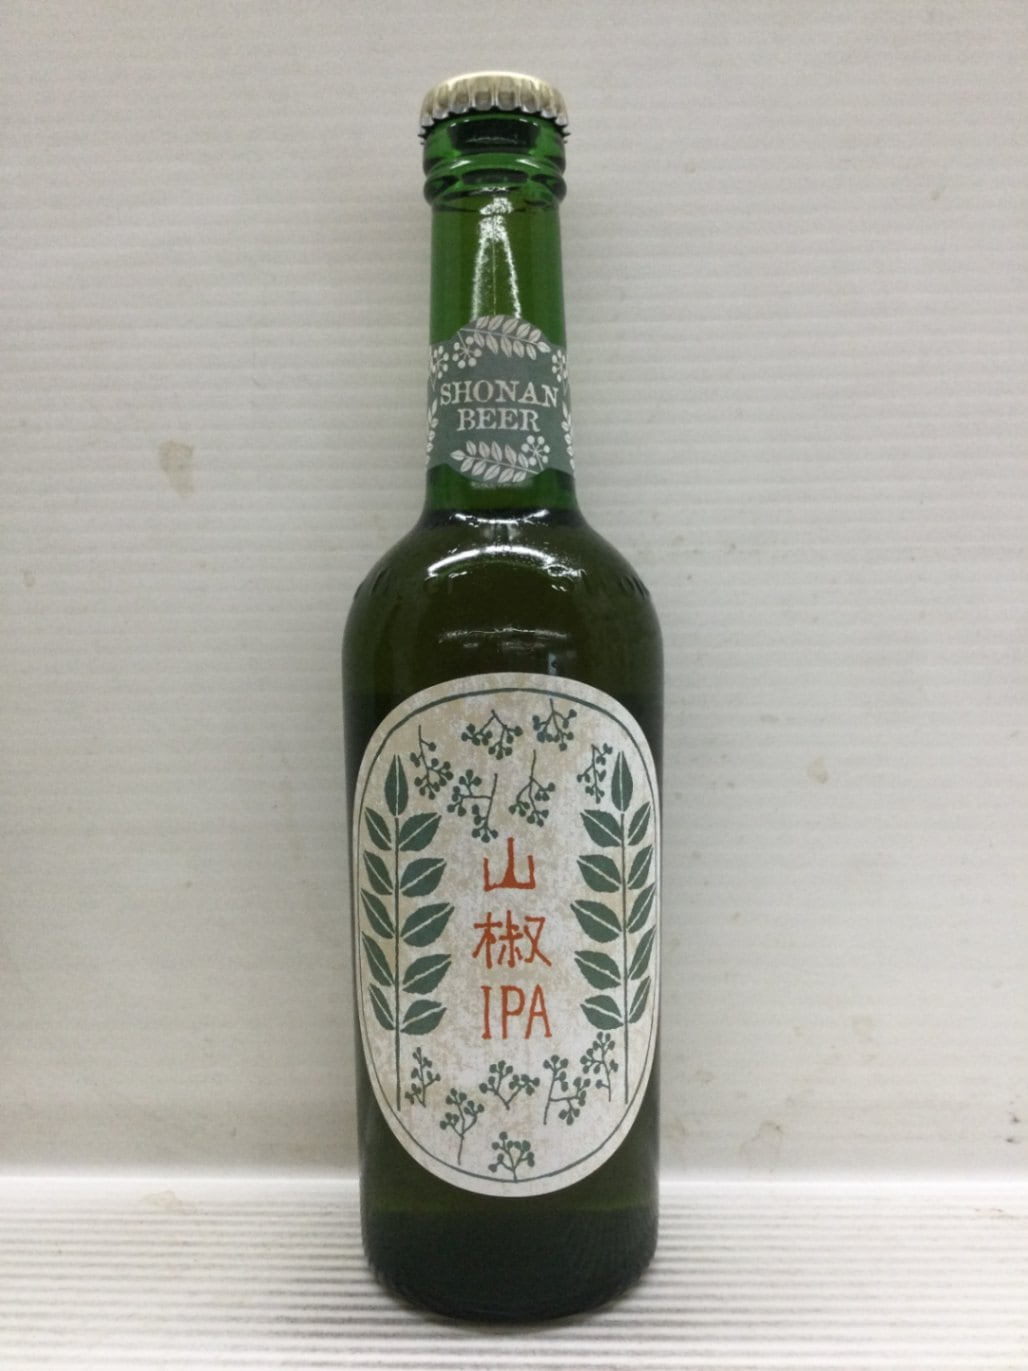 SHONAN
BEER
山
椒
IPA